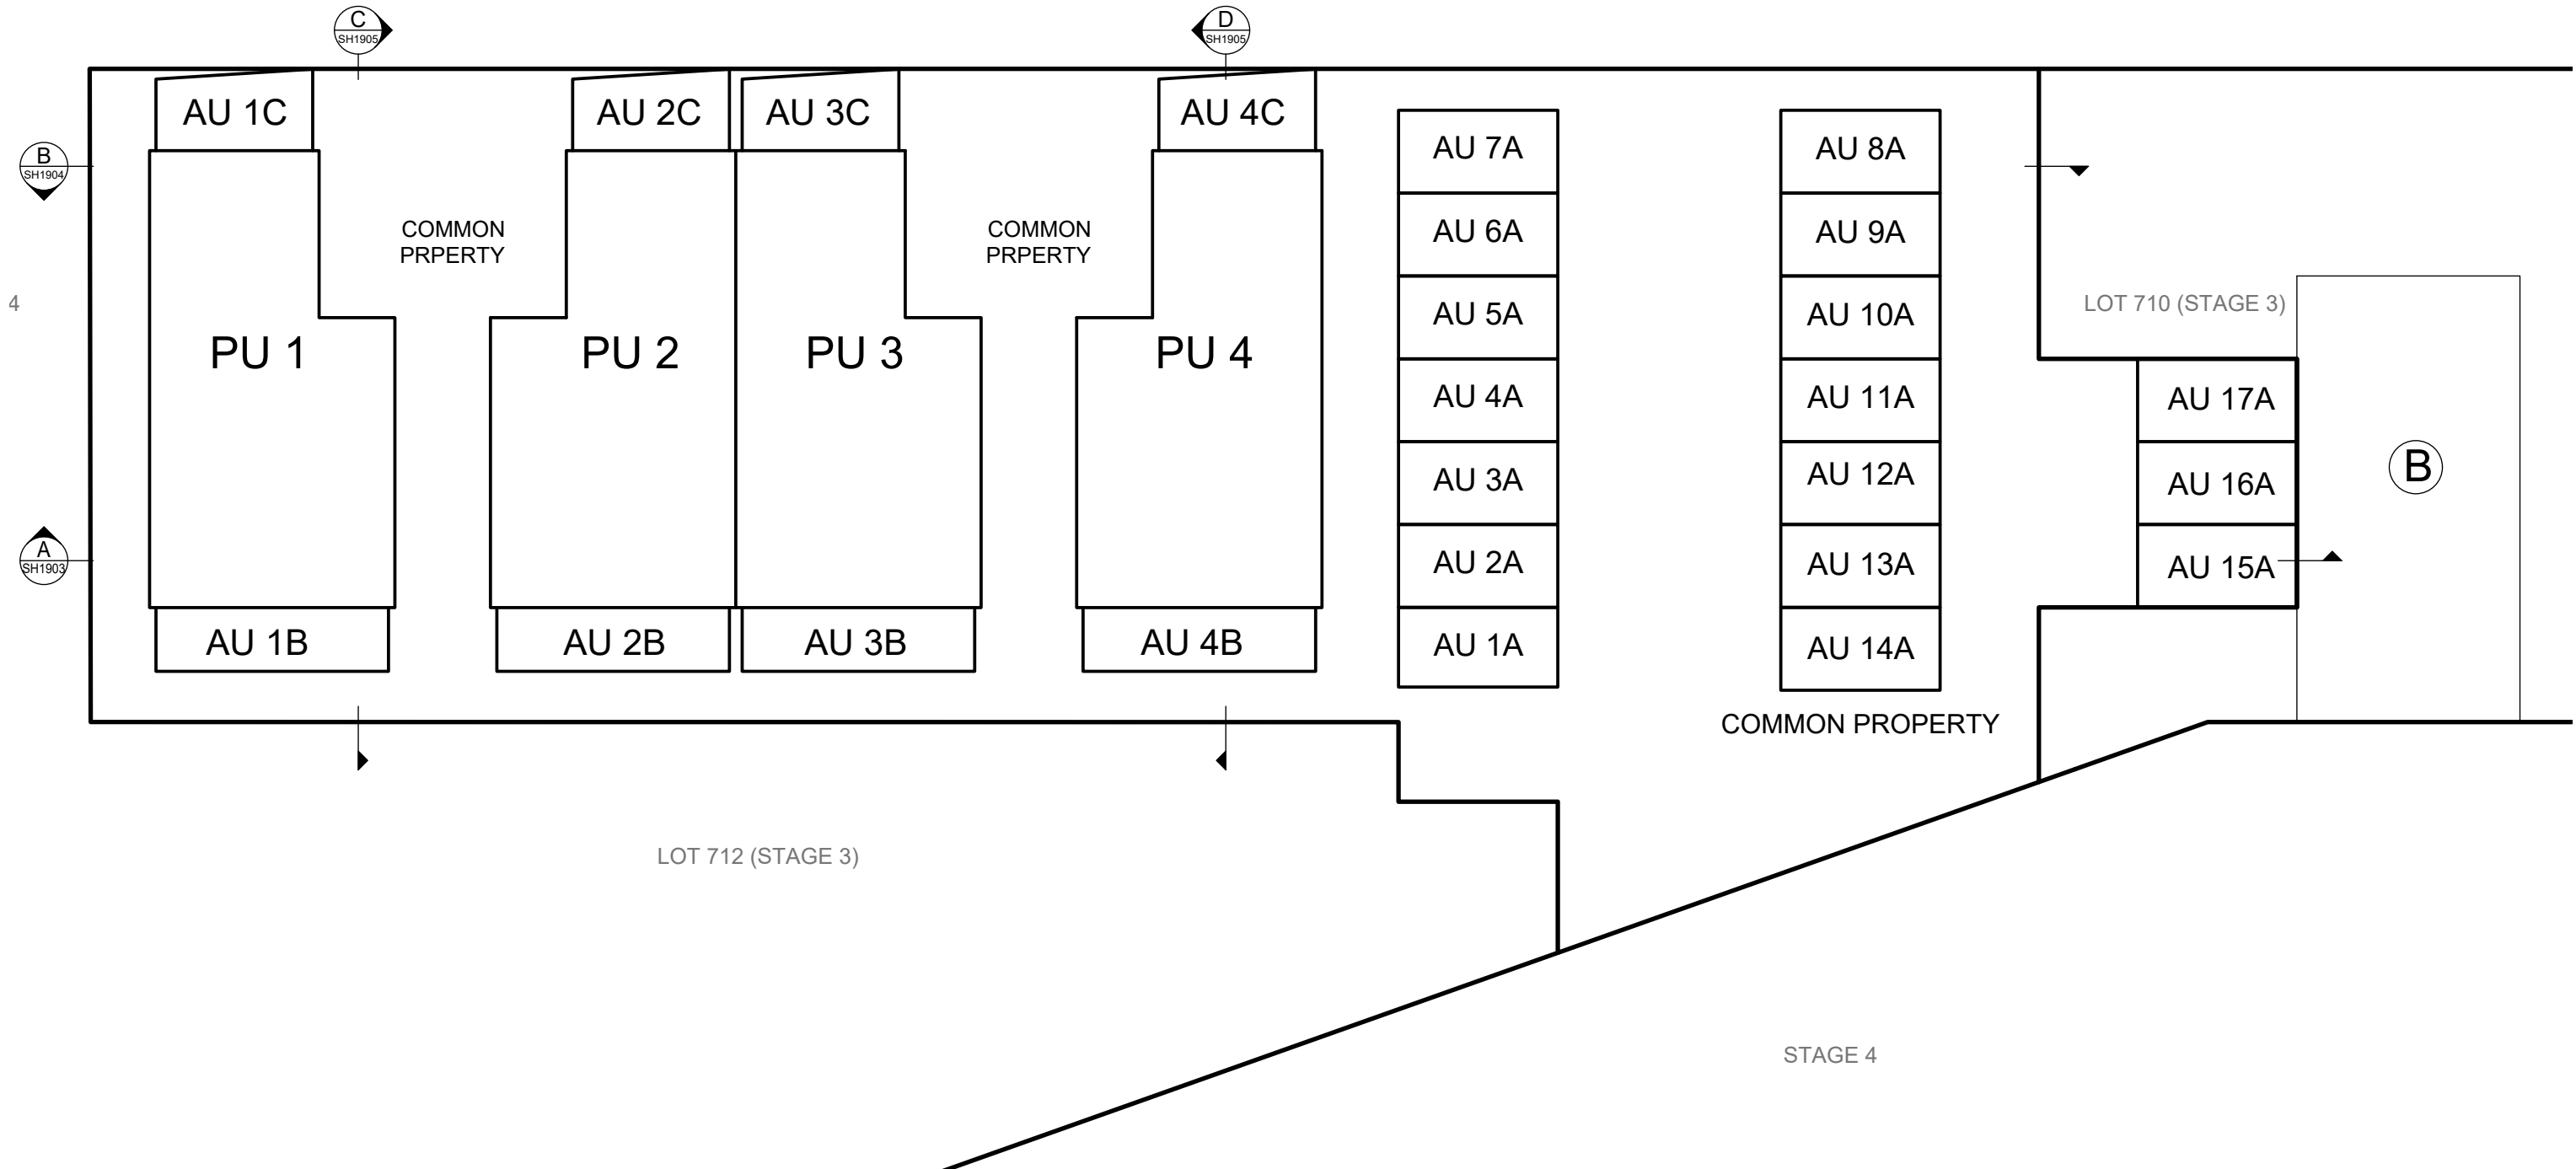 C
SH1905
D
SH1905
AU 1C
AU 2C
AU 3C
AU 4C
AU 7A
AU 8A
B
SH1904
AU 6A
AU 9A
COMMON
PRPERTY
COMMON
PRPERTY
4
AU 5A
AU 10A
LOT 710 (STAGE 3)
PU 1
PU 2
PU 3
PU 4
AU 4A
AU 11A
AU 17A
AU 3A
AU 12A
AU 16A
B
A
SH1903
AU 2A
AU 13A
AU 15A
AU 1B
AU 2B
AU 3B
AU 4B
AU 1A
AU 14A
COMMON PROPERTY
LOT 712 (STAGE 3)
STAGE 4